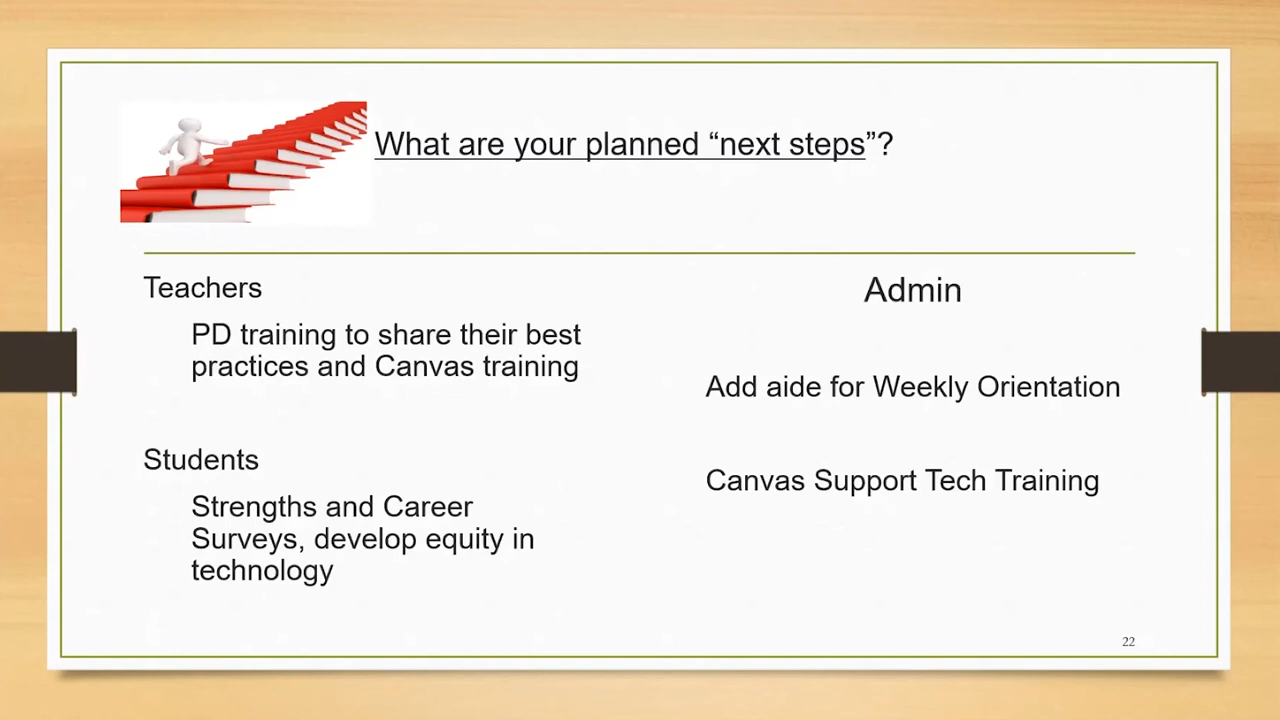 What are your planned “next steps”?
Teachers
PD training to share their best
practices and Canvas training
Students
Strengths and Career
Surveys, develop equity in
technology
Admin
Add aide for Weekly Orientation
Canvas Support Tech Training
22